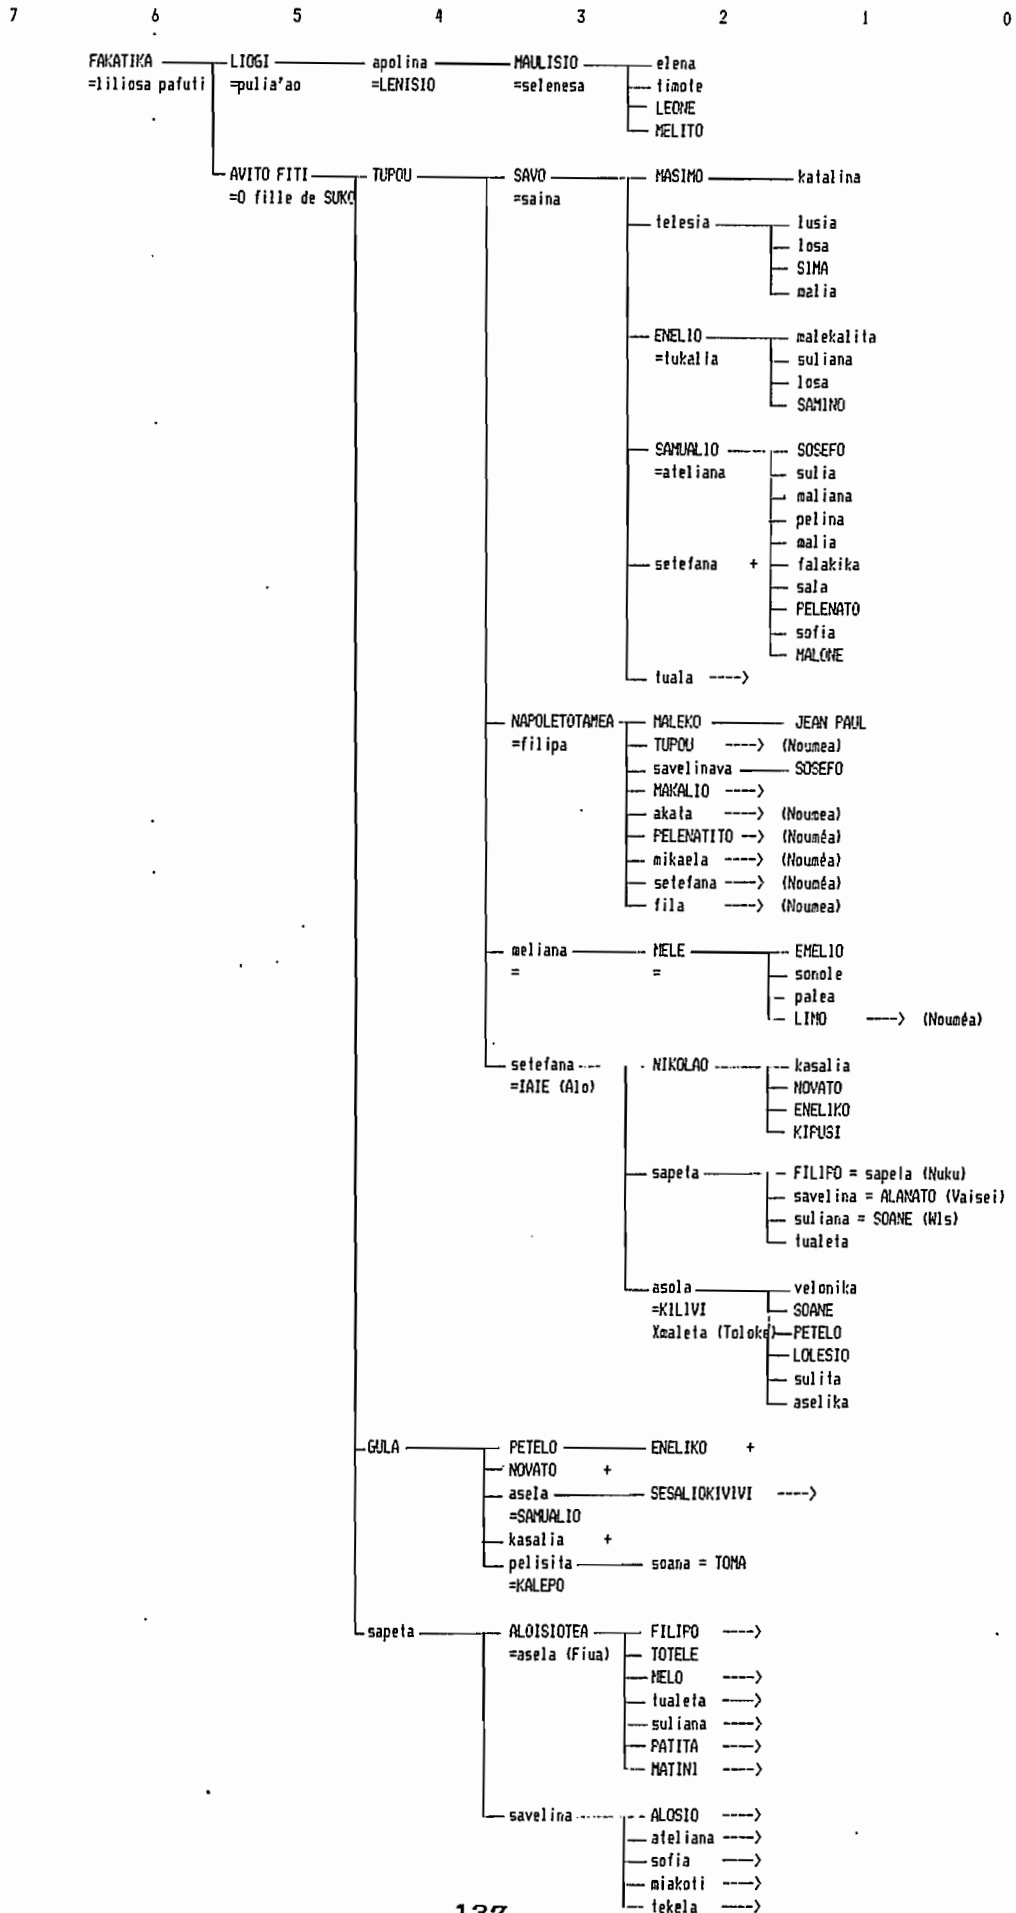 7 6 5 4 3 2 1 0
FAKATIKA LIOGI apolina MAULISIO elena
=liliosa pafuti =pulia'ao =LENISIO =selenesa timote
LEONE
MELITO
AVITO FITI TUPOU SAVO MASIMO katalina
=O fille de SUKO =saina
telesia lusia
losa
SIMA
malia
ENELIO malekalita
=tukalia suliana
losa
SAMINO
SAMUALIO SOSEFO
=ateliana sulia
maliana
pelina
malia
setefana + falakika
sala
PELENATO
sofia
MALONE
tuala ---->
NAPOLETOTAMEA MALEKO JEAN PAUL
=filipa TUPOU ----> (Noumea)
savelinava SOSEFO
MAKALIO ---->
akata ----> (Noumea)
PELENATITO --> (Nouméa)
mikaela ----> (Nouméa)
setefana ----> (Nouméa)
fila ----> (Noumea)
meliana MELE EMELIO
= = sonole
palea
LIMO ----> (Nouméa)
setefana NIKOLAO kasalia
=IAIE (Alo) NOVATO
ENELIKO
KIPUSI
sapeta FILIPO = sapela (Nuku)
savelina = ALANATO (Vaisei)
suliana = SOANE (Wls)
tualeta
asola velonika
=KILIVI SOANE
Xmaleta (Toloke) PETELO
LOLESIO
sulita
aselika
GULA PETELO ENELIKO +
NOVATO +
asela SESALIOKIVIVI ---->
=SAMUALIO
kasalia +
pelisita soana = TOMA
=KALEPO
sapeta ALOISIOTEA FILIPO ---->
=asela (Fiua) TOTELE
MELO ---->
tualeta ---->
suliana ---->
PATITA ---->
MATINI ---->
savelina ALOSIO ---->
ateliana ---->
sofia ---->
miakoti ---->
tekela ---->